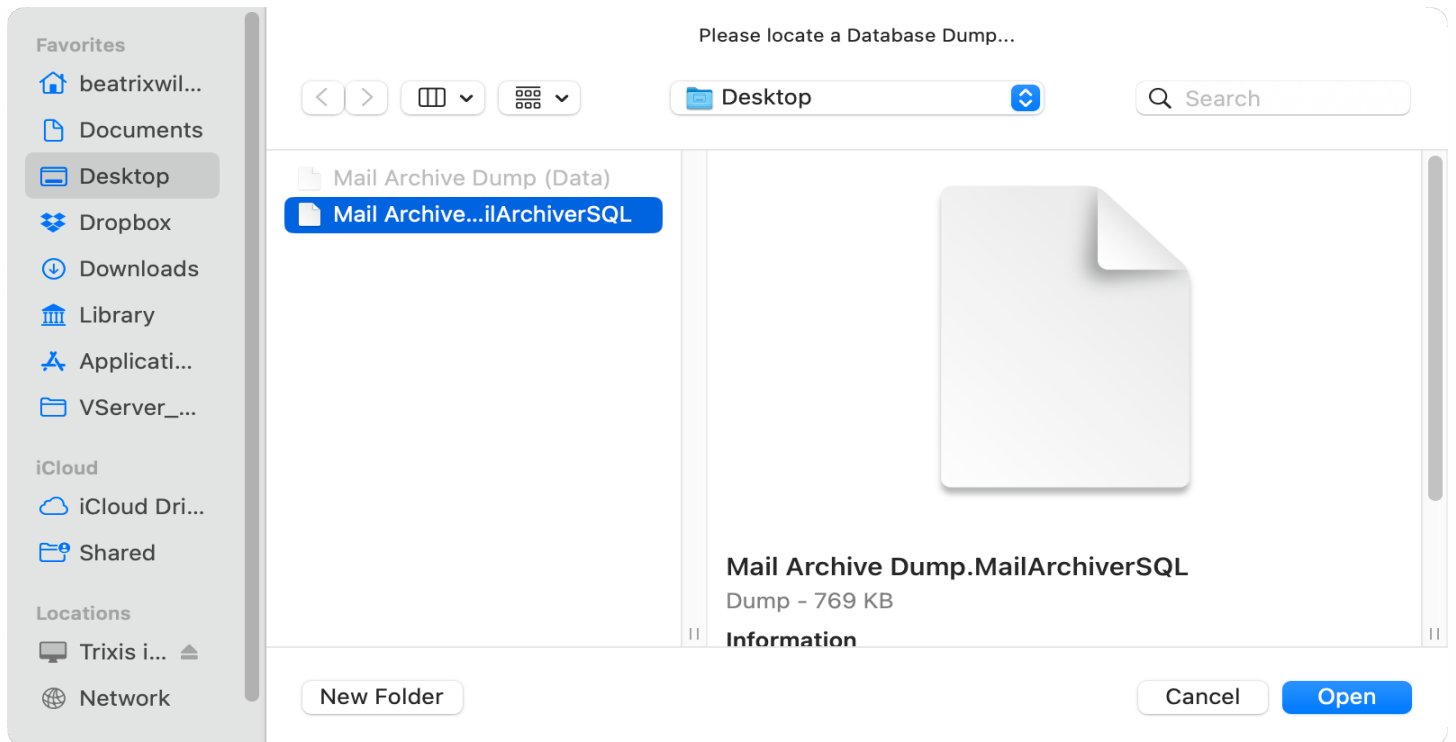 Please locate a Database Dump...
Favorites
beatrixwil...
Documents
Desktop
Dropbox
Downloads
Library
Applicati...
VServer_...
iCloud
iCloud Dri...
Shared
Locations
Trixis i...
Network
Desktop
Search
Mail Archive Dump (Data)
Mail Archive...ilArchiverSQL
Mail Archive Dump.MailArchiverSQL
Dump - 769 KB
Information
New Folder
Cancel
Open